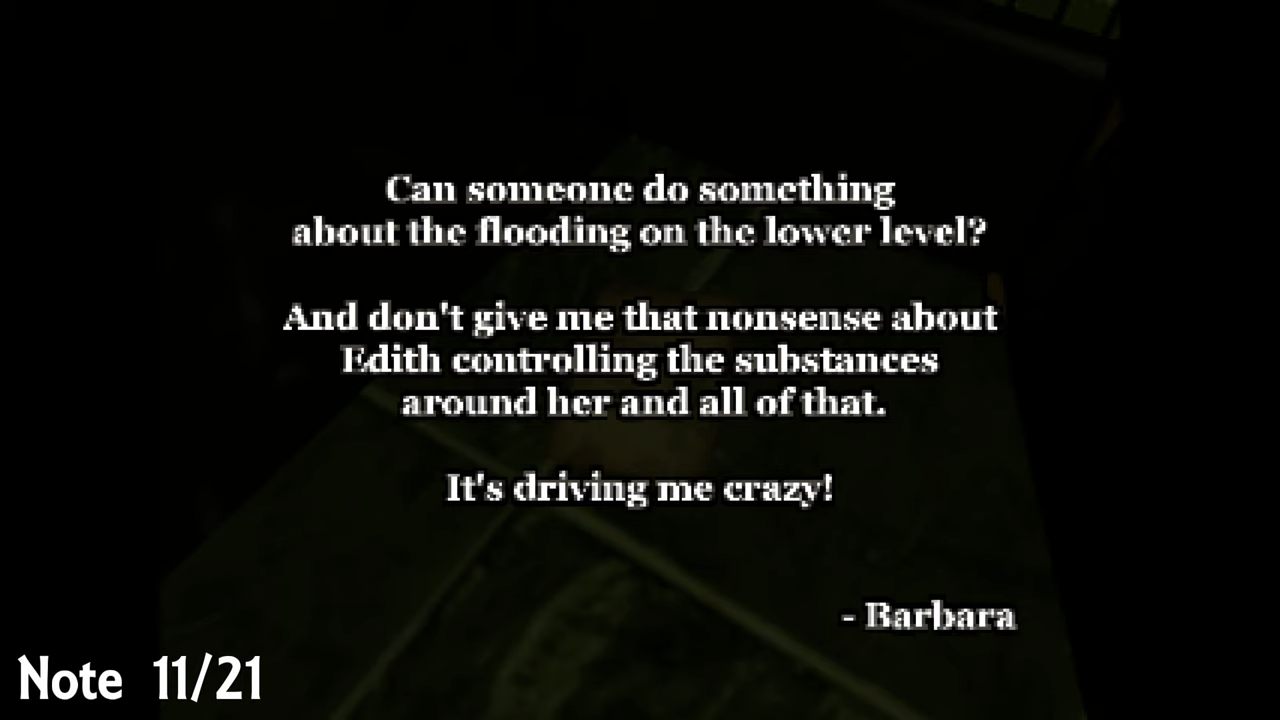 Can someone do something
about the flooding on the lower level?
And don't give me that nonsense about
Edith controlling the substances
around her and all of that.
It's driving me crazy!
- Barbara
Note 11/21